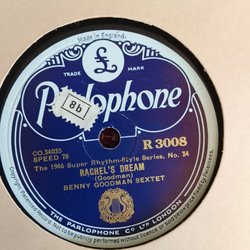 Made in England.
£
TRADE MARK
Parlophone
8b
CO.34030
SPEED 78
R 3008
The 1946 Super Rhythm-Style Series, No. 34
RACHEL'S DREAM
(Goodman)
BENNY GOODMAN SEXTET
THE PARLOPHONE Co LTD LONDON